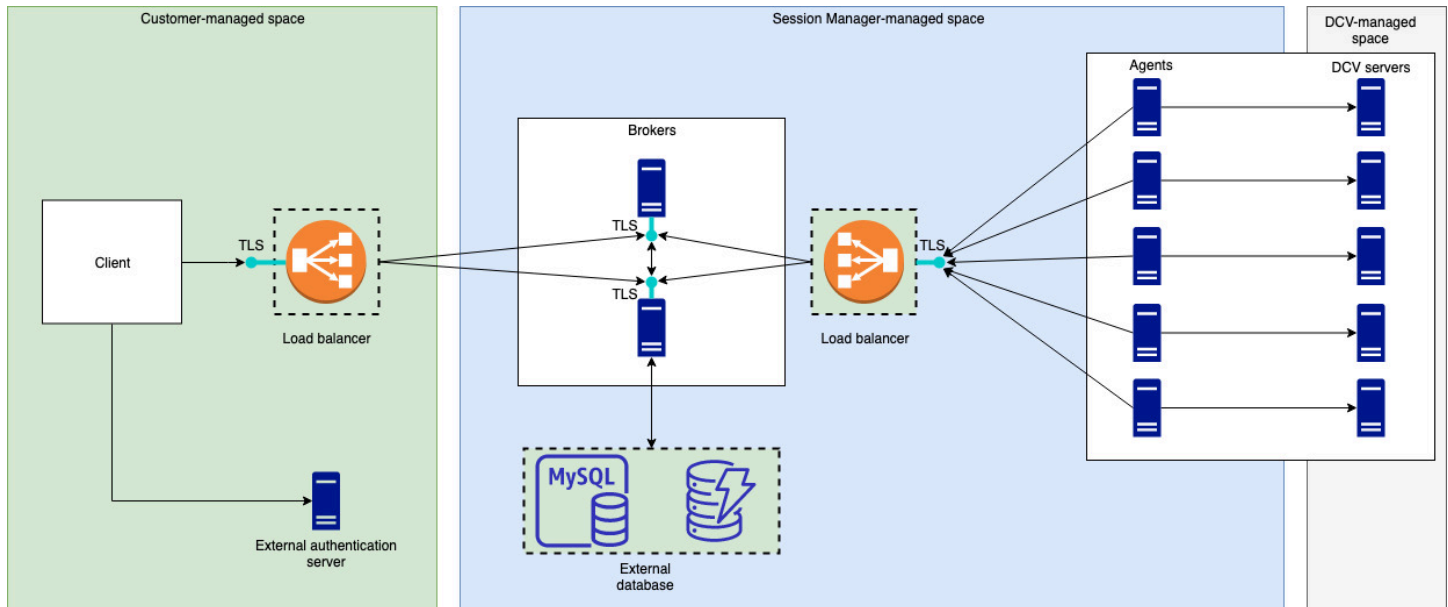 Customer-managed space
Session Manager-managed space
DCV-managed
space
Agents
DCV servers
Brokers
TLS
TLS
TLS
TLS
Client
Load balancer
Load balancer
MySQL
External authentication
server
External
database